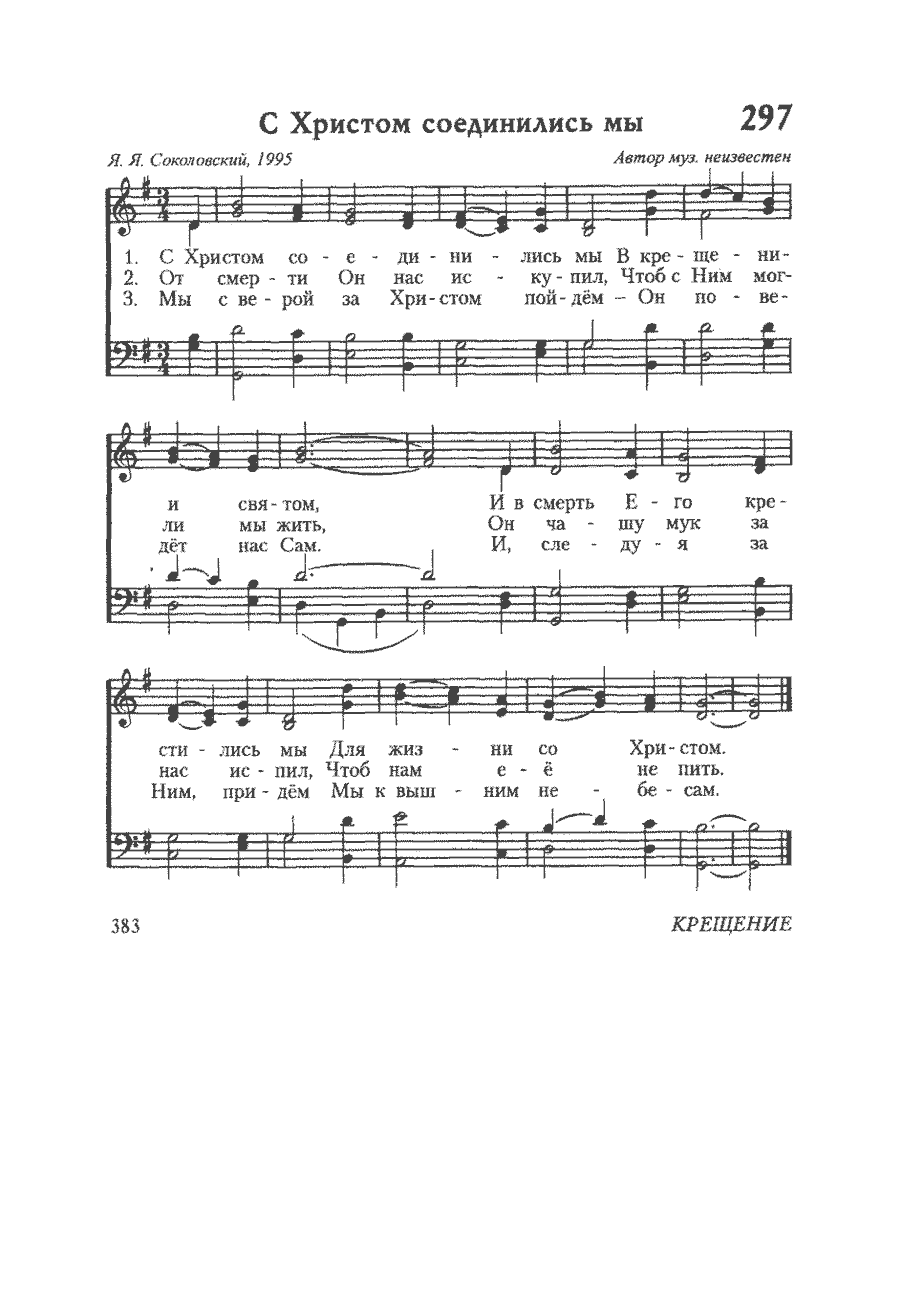 С Христом соединились мы 297
Я. Я. Соколовский, 1995 Автор муз. неизвестен
1. С Христом со - е - ди - ни - лись мы В кре - ще - ни-
2. От смер - ти Он нас ис - ку - пил, Чтоб с Ним мог-
3. Мы с ве - рой за Хри - стом пой - дём – Он по - ве-
и свя - том, И в смерть Е - го кре-
ли мы жить, Он ча - шу мук за
дёт нас Сам. И, сле - ду - я за
сти - лись мы Для жиз - ни со Хри - стом.
нас ис - пил, Чтоб нам е - ё не пить.
Ним, при - дём Мы к выш - ним не - бе - сам.
383 КРЕЩЕНИЕ